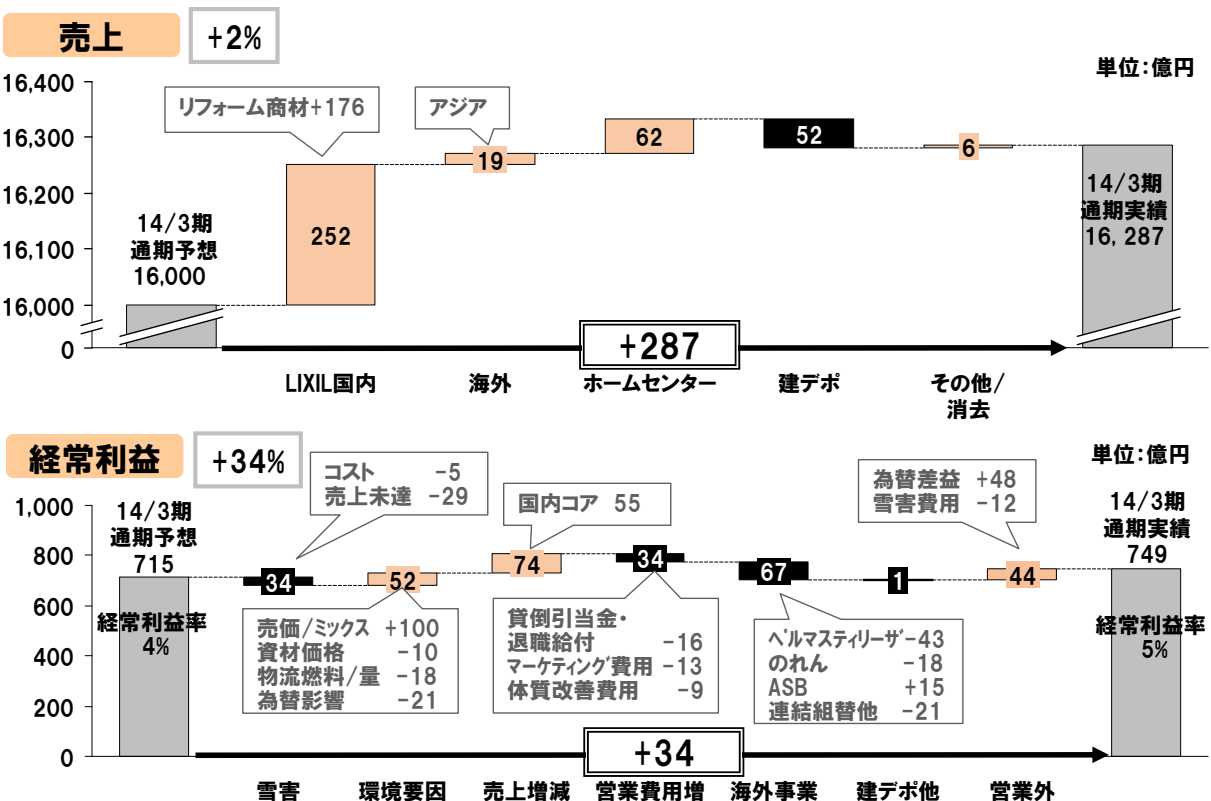 売上
+2%
単位：億円
16,400
16,300
16,200
16,100
16,000
0
リフォーム商材+176
アジア
14/3期
通期予想
16,000
252
19
62
52
6
14/3期
通期実績
16, 287
+287
LIXIL国内
海外
ホームセンター
建デポ
その他/
消去
経常利益
+34%
単位：億円
1,000
800
600
400
200
0
14/3期
通期予想
715
経常利益率
4%
コスト -5
売上未達 -29
国内コア 55
為替差益 +48
雪害費用 -12
14/3期
通期実績
749
経常利益率
5%
34
52
74
34
67
1
44
売価/ミックス +100
資材価格 -10
物流燃料/量 -18
為替影響 -21
貸倒引当金・
退職給付 -16
マーケティング費用 -13
体質改善費用 -9
ペルマスティリーザ -43
のれん -18
ASB +15
連結組替他 -21
+34
雪害
環境要因
売上増減
営業費用増
海外事業
建デポ他
営業外